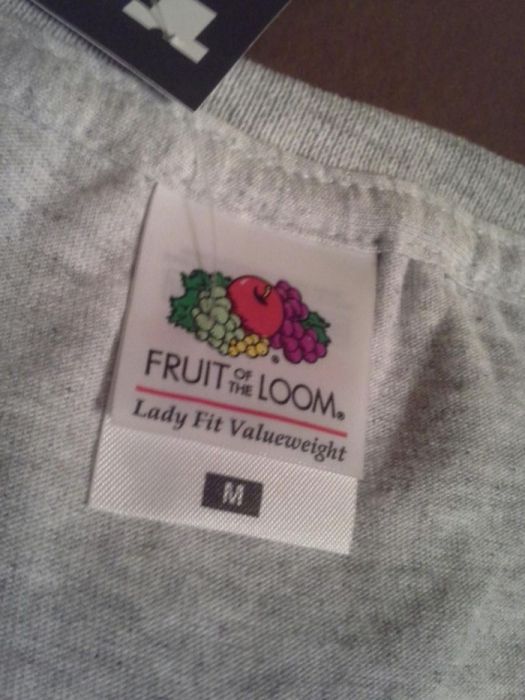 FRUIT OF THE LOOM®
Lady Fit Valueweight
M